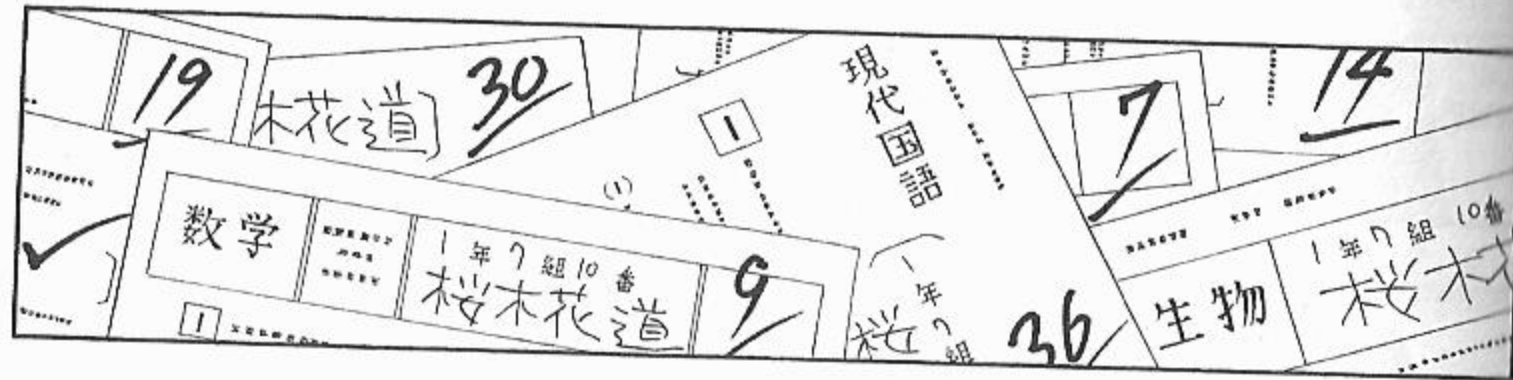 19
木花道]
30
1
(1)
現代国語
7
14
数学
1年7組10番
桜木花道
9
1
(1年7組
桜
36
生物
1年7組10番
桜木